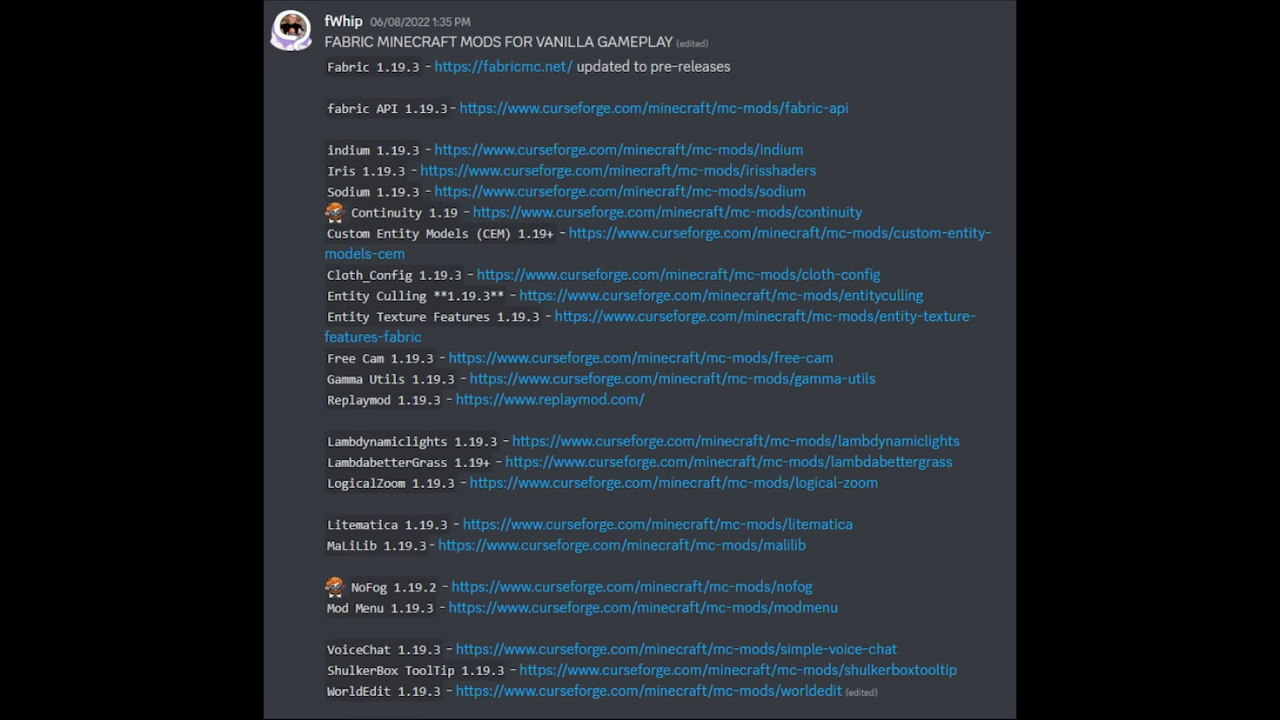 fWhip 06/08/2022 1:35 PM
FABRIC MINECRAFT MODS FOR VANILLA GAMEPLAY (edited)
Fabric 1.19.3 - https://fabricmc.net/ updated to pre-releases
fabric API 1.19.3 - https://www.curseforge.com/minecraft/mc-mods/fabric-api
indium 1.19.3 - https://www.curseforge.com/minecraft/mc-mods/indium
Iris 1.19.3 - https://www.curseforge.com/minecraft/mc-mods/irisshaders
Sodium 1.19.3 - https://www.curseforge.com/minecraft/mc-mods/sodium
Continuity 1.19 - https://www.curseforge.com/minecraft/mc-mods/continuity
Custom Entity Models (CEM) 1.19+ - https://www.curseforge.com/minecraft/mc-mods/custom-entity-
models-cem
Cloth_Config 1.19.3 - https://www.curseforge.com/minecraft/mc-mods/cloth-config
Entity Culling **1.19.3** - https://www.curseforge.com/minecraft/mc-mods/entityculling
Entity Texture Features 1.19.3 - https://www.curseforge.com/minecraft/mc-mods/entity-texture-
features-fabric
Free Cam 1.19.3 - https://www.curseforge.com/minecraft/mc-mods/free-cam
Gamma Utils 1.19.3 - https://www.curseforge.com/minecraft/mc-mods/gamma-utils
Replaymod 1.19.3 - https://www.replaymod.com/
Lambdynamiclights 1.19.3 - https://www.curseforge.com/minecraft/mc-mods/lambdynamiclights
LambdabetterGrass 1.19+ - https://www.curseforge.com/minecraft/mc-mods/lambdabettergrass
LogicalZoom 1.19.3 - https://www.curseforge.com/minecraft/mc-mods/logical-zoom
Litematica 1.19.3 - https://www.curseforge.com/minecraft/mc-mods/litematica
MaLiLib 1.19.3 - https://www.curseforge.com/minecraft/mc-mods/malilib
NoFog 1.19.2 - https://www.curseforge.com/minecraft/mc-mods/nofog
Mod Menu 1.19.3 - https://www.curseforge.com/minecraft/mc-mods/modmenu
VoiceChat 1.19.3 - https://www.curseforge.com/minecraft/mc-mods/simple-voice-chat
ShulkerBox ToolTip 1.19.3 - https://www.curseforge.com/minecraft/mc-mods/shulkerboxtooltip
WorldEdit 1.19.3 - https://www.curseforge.com/minecraft/mc-mods/worldedit (edited)